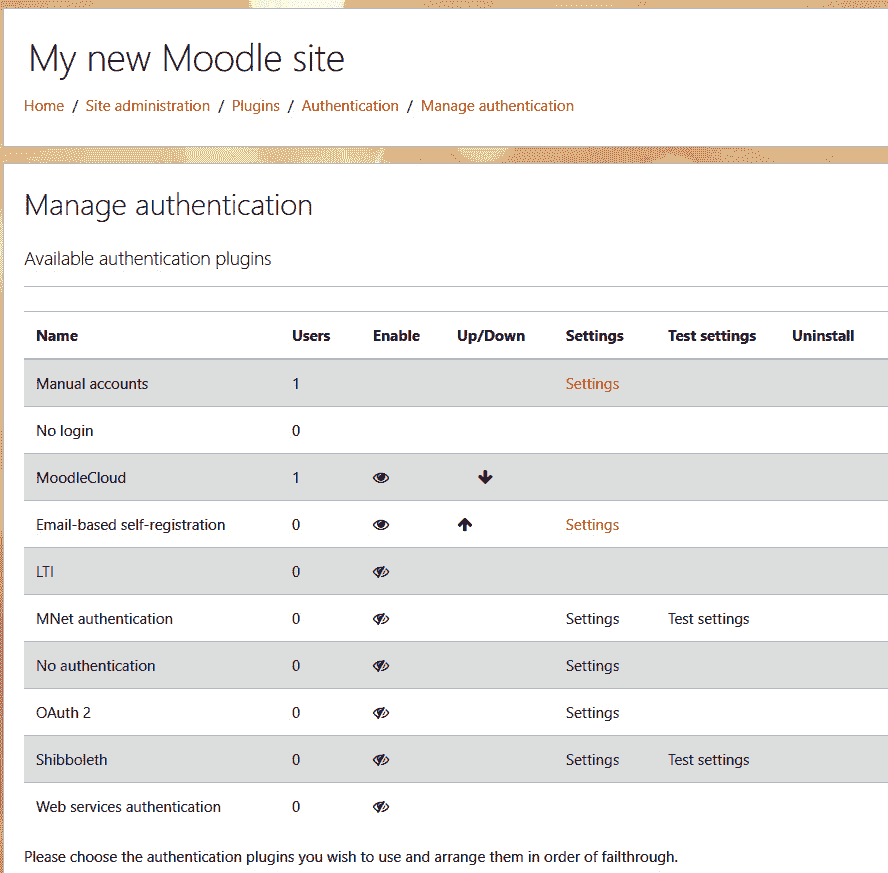 My new Moodle site
Home / Site administration / Plugins / Authentication / Manage authentication
Manage authentication
Available authentication plugins
Name Users Enable Up/Down Settings Test settings Uninstall
Manual accounts 1 Settings
No login 0
MoodleCloud 1
Email-based self-registration 0 Settings
LTI 0
MNet authentication 0 Settings Test settings
No authentication 0 Settings
OAuth 2 0 Settings
Shibboleth 0 Settings Test settings
Web services authentication 0
Please choose the authentication plugins you wish to use and arrange them in order of failthrough.